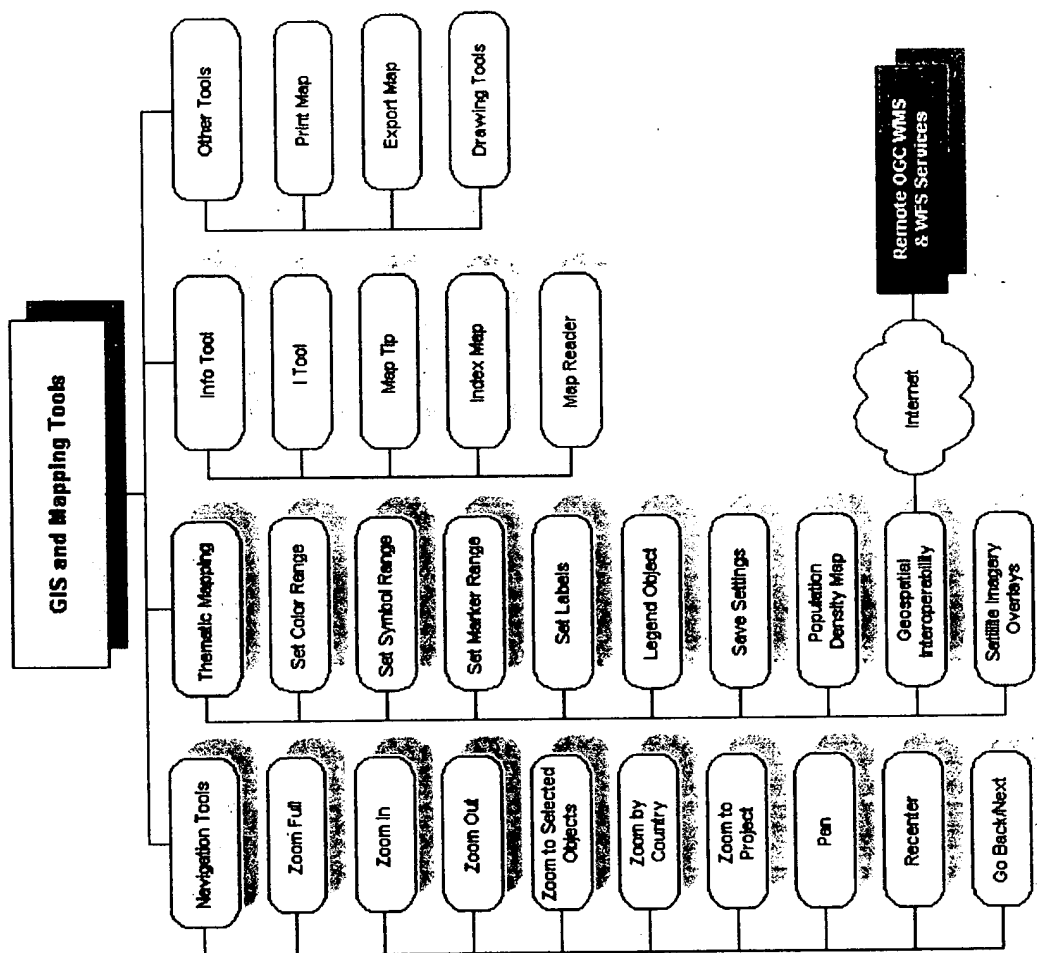 GIS and Mapping Tools
Navigation Tools
Zoom Full
Zoom In
Zoom Out
Zoom to Selected
Objects
Zoom by
Country
Zoom to
Project
Pan
Recenter
Go Back/Next
Thematic Mapping
Set Color Range
Set Symbol Range
Set Marker Range
Set Labels
Legend Object
Save Settings
Population
Density Map
Geospatial
Interoperability
Satillite Imagery
Overlays
Info Tool
I Tool
Map Tip
Index Map
Map Reader
Other Tools
Print Map
Export Map
Drawing Tools
Internet
Remote OGC WMS
& WFS Services